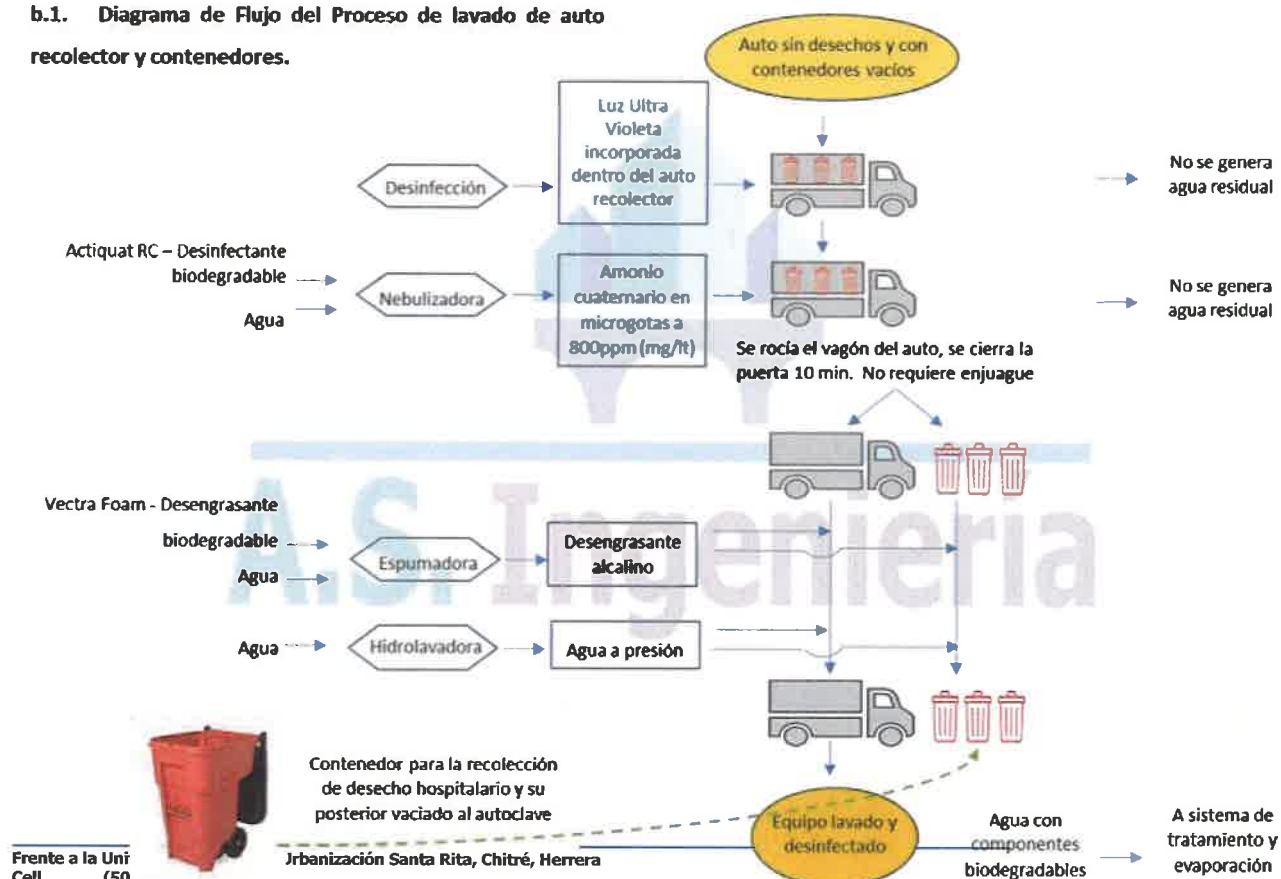 b.1. Diagrama de Flujo del Proceso de lavado de auto
recolector y contenedores.
Auto sin desechos y con
contenedores vacíos
Luz Ultra
Violeta
incorporada
dentro del auto
recolector
Desinfección
No se genera
agua residual
Actiquat RC – Desinfectante
biodegradable
Agua
Nebulizadora
Amonio
cuaternario en
microgotas a
800ppm (mg/lt)
No se genera
agua residual
Se rocía el vagón del auto, se cierra la
puerta 10 min. No requiere enjuague
A.S. Ingeniería
Vectra Foam - Desengrasante
biodegradable
Agua
Espumadora
Desengrasante
alcalino
Agua
Hidrolavadora
Agua a presión
Contenedor para la recolección
de desecho hospitalario y su
posterior vaciado al autoclave
Equipo lavado y
desinfectado
Agua con
componentes
biodegradables
A sistema de
tratamiento y
evaporación
Frente a la Uni
Urbanización Santa Rita, Chitré, Herrera
Cell (50